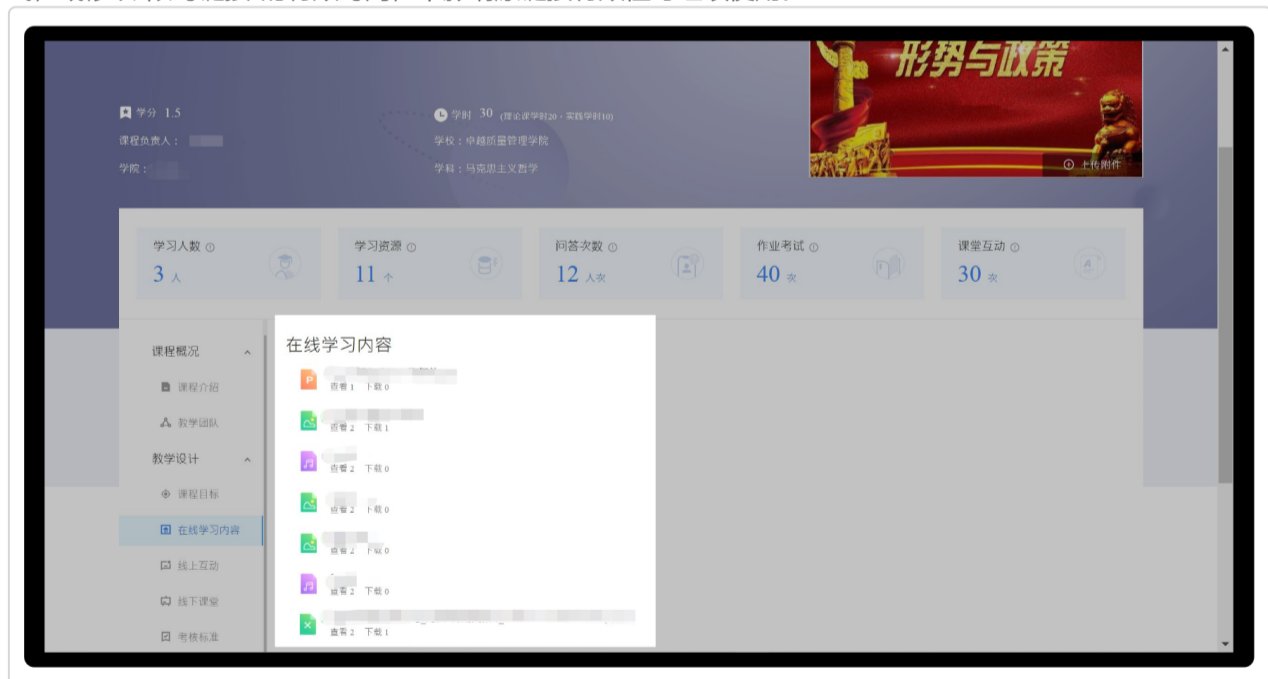 形势与政策
学分 1.5
学时 30 (理论课学时20·实践学时10)
课程负责人：
学校：卓越质量管理学院
学院：
学科：马克思主义哲学
上传附件
学习人数
3 人
学习资源
11 个
问答次数
12 人次
作业考试
40 次
课堂互动
30 次
课程概况
课程介绍
教学团队
教学设计
课程目标
在线学习内容
线上互动
线下课堂
考核标准
在线学习内容
P
查看 1 下载 0
查看 2 下载 1
查看 2 下载 0
查看 2 下载 0
查看 2 下载 0
查看 2 下载 0
查看 2 下载 1